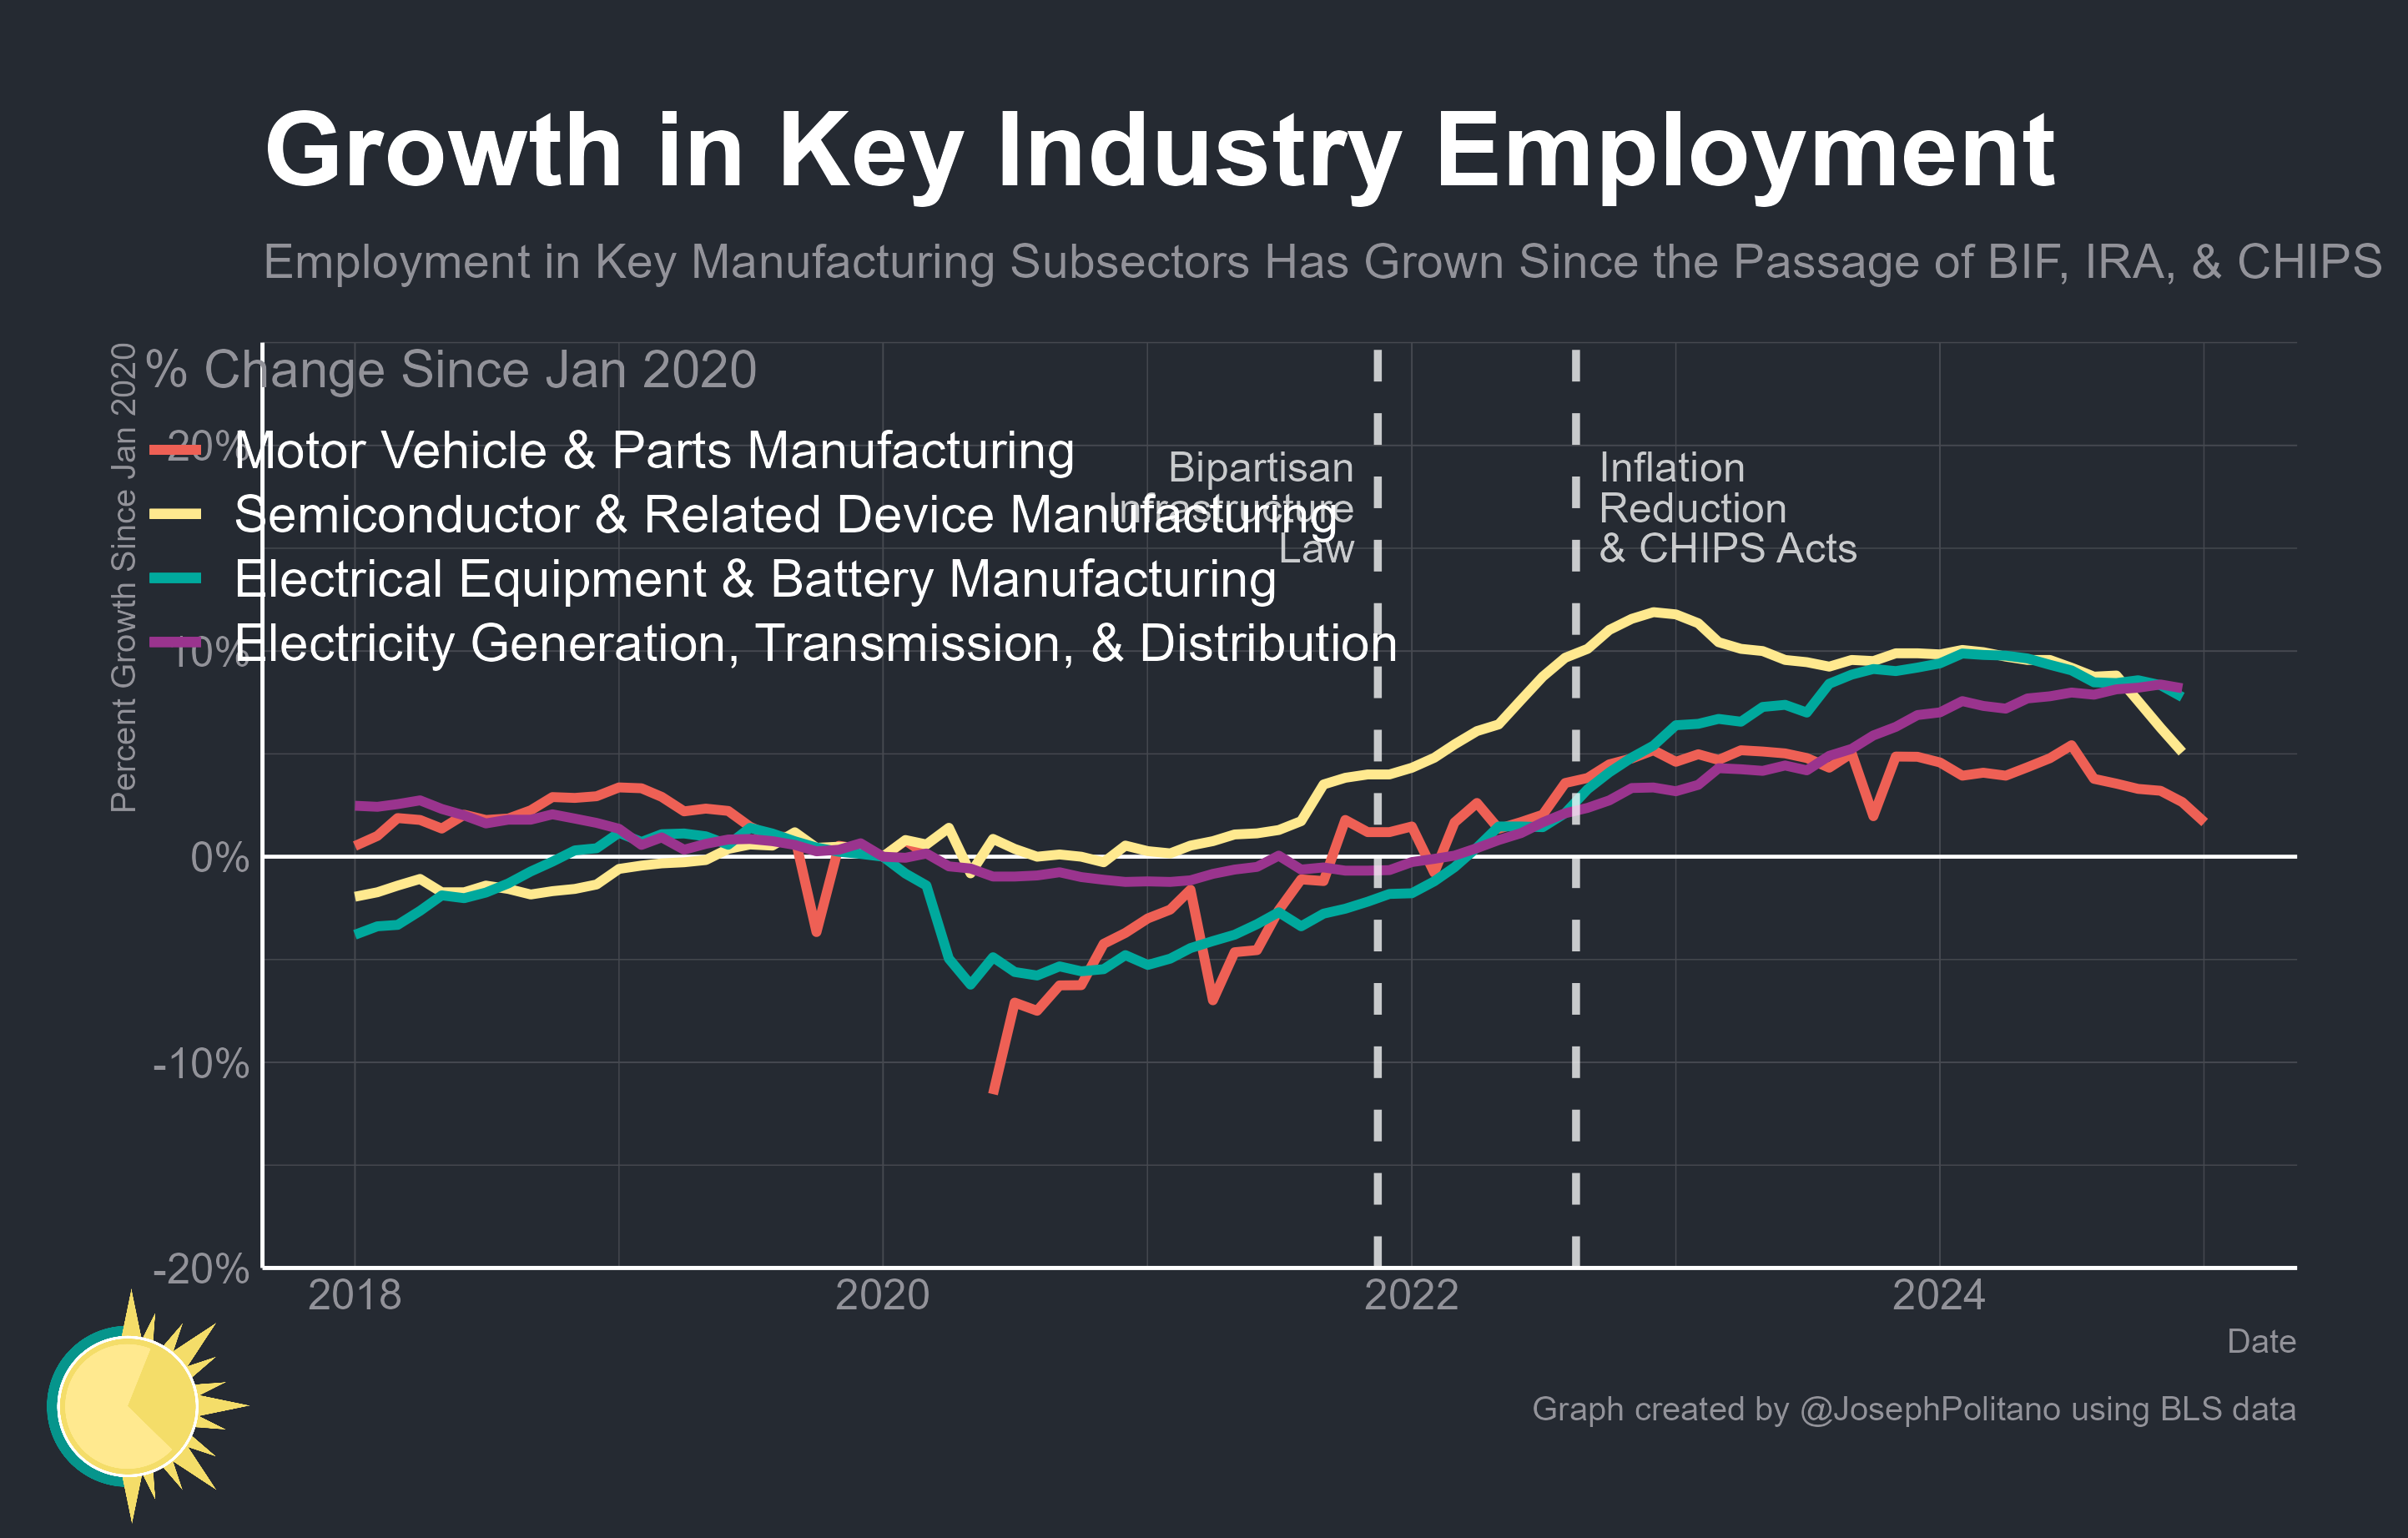 Growth in Key Industry Employment
Employment in Key Manufacturing Subsectors Has Grown Since the Passage of BIF, IRA, & CHIPS
Percent Growth Since Jan 2020
% Change Since Jan 2020
Motor Vehicle & Parts Manufacturing
Semiconductor & Related Device Manufacturing
Electrical Equipment & Battery Manufacturing
Electricity Generation, Transmission, & Distribution
Bipartisan
Infrastructure
Law
Inflation
Reduction
& CHIPS Acts
20%
10%
0%
-10%
-20%
2018
2020
2022
2024
Date
Graph created by @JosephPolitano using BLS data